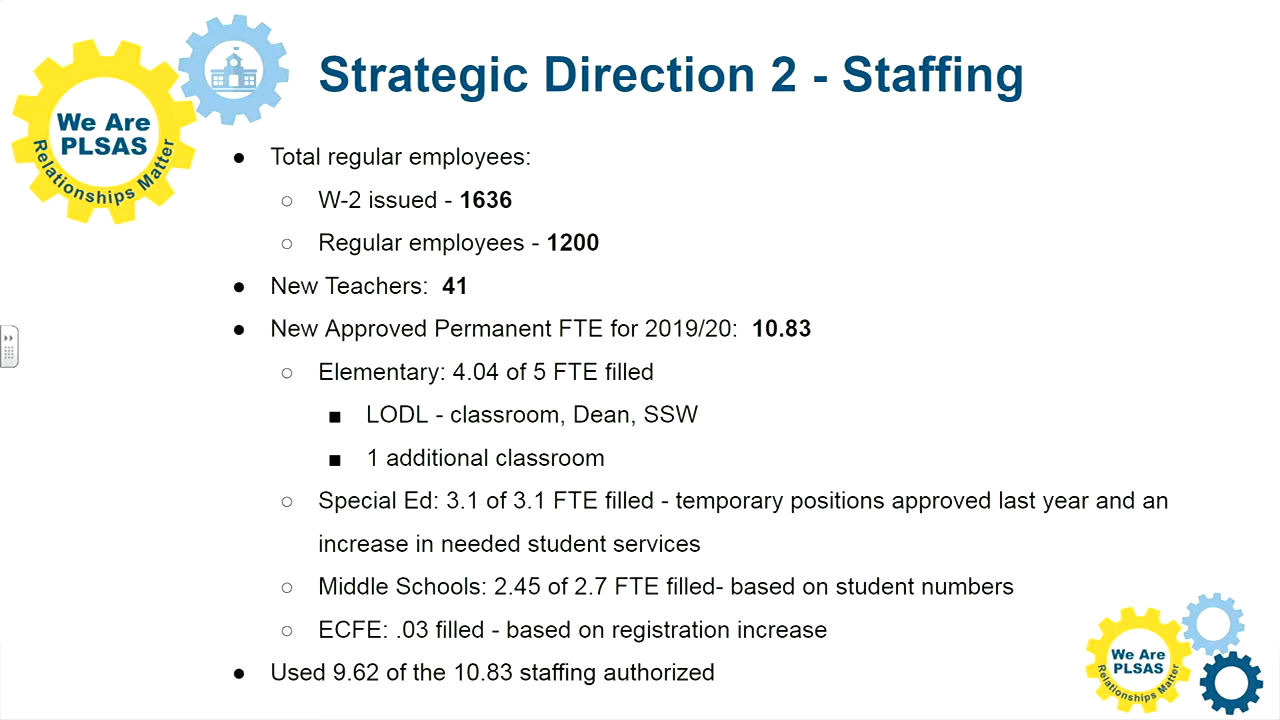 Strategic Direction 2 - Staffing
We Are
PLSAS
Relationships Matter
● Total regular employees:
○ W-2 issued - 1636
○ Regular employees - 1200
● New Teachers: 41
● New Approved Permanent FTE for 2019/20: 10.83
○ Elementary: 4.04 of 5 FTE filled
■ LODL - classroom, Dean, SSW
■ 1 additional classroom
○ Special Ed: 3.1 of 3.1 FTE filled - temporary positions approved last year and an
increase in needed student services
○ Middle Schools: 2.45 of 2.7 FTE filled- based on student numbers
○ ECFE: .03 filled - based on registration increase
● Used 9.62 of the 10.83 staffing authorized
We Are
PLSAS
Relationships Matter